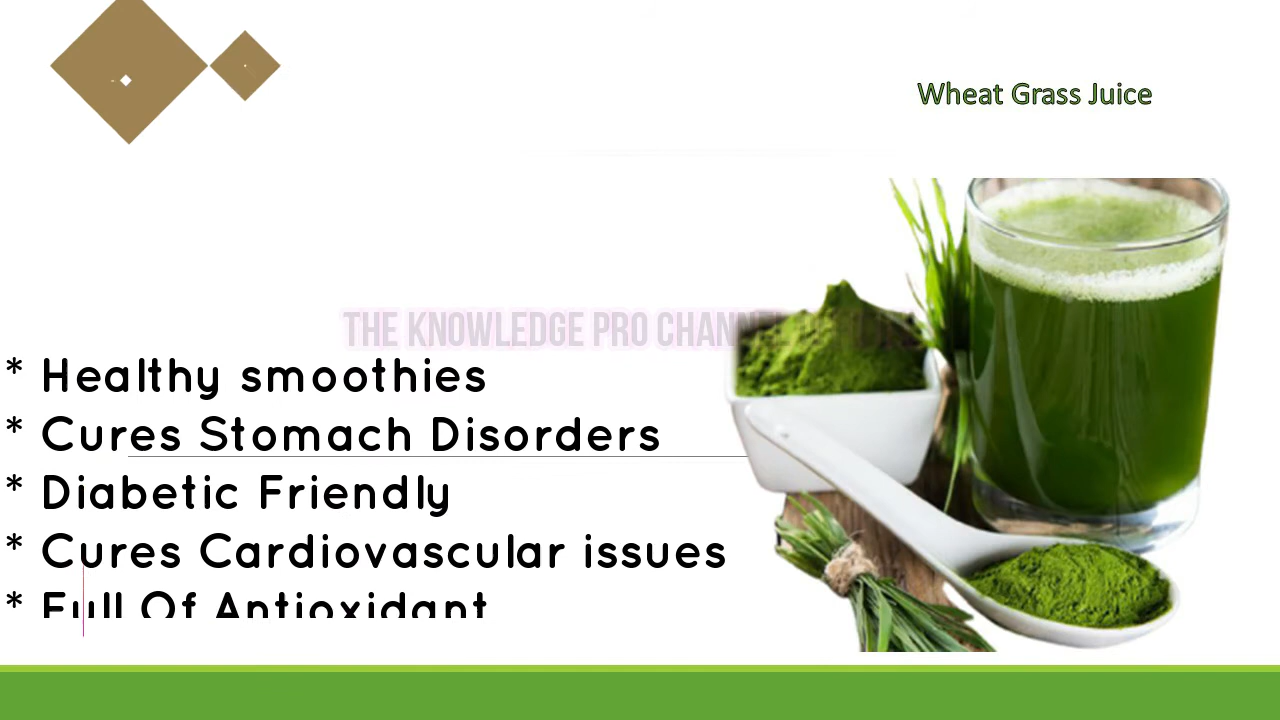 Wheat Grass Juice
THE KNOWLEDGE PRO CHANNEL
* Healthy smoothies
* Cures Stomach Disorders
* Diabetic Friendly
* Cures Cardiovascular issues
* Full Of Antioxidant